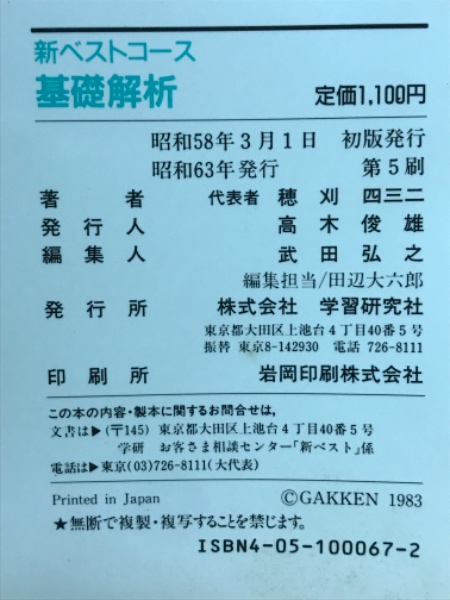 新ベストコース
基礎解析 定価1,100円
昭和58年3月1日 初版発行
昭和63年発行 第5刷
著者 代表者 穂刈 四三二
発行人 高木俊雄
編集人 武田弘之
編集担当/田辺大六郎
発行所 株式会社 学習研究社
東京都大田区上池台4丁目40番5号
振替 東京8-142930 電話 726-8111
印刷所 岩岡印刷株式会社
この本の内容・製本に関するお問合せは,
文書は▶(〒145) 東京都大田区上池台4丁目40番5号
学研 お客さま相談センター「新ベスト」係
電話は▶東京(03)726-8111(大代表)
Printed in Japan ©GAKKEN 1983
★無断で複製・複写することを禁じます。
ISBN4-05-100067-2